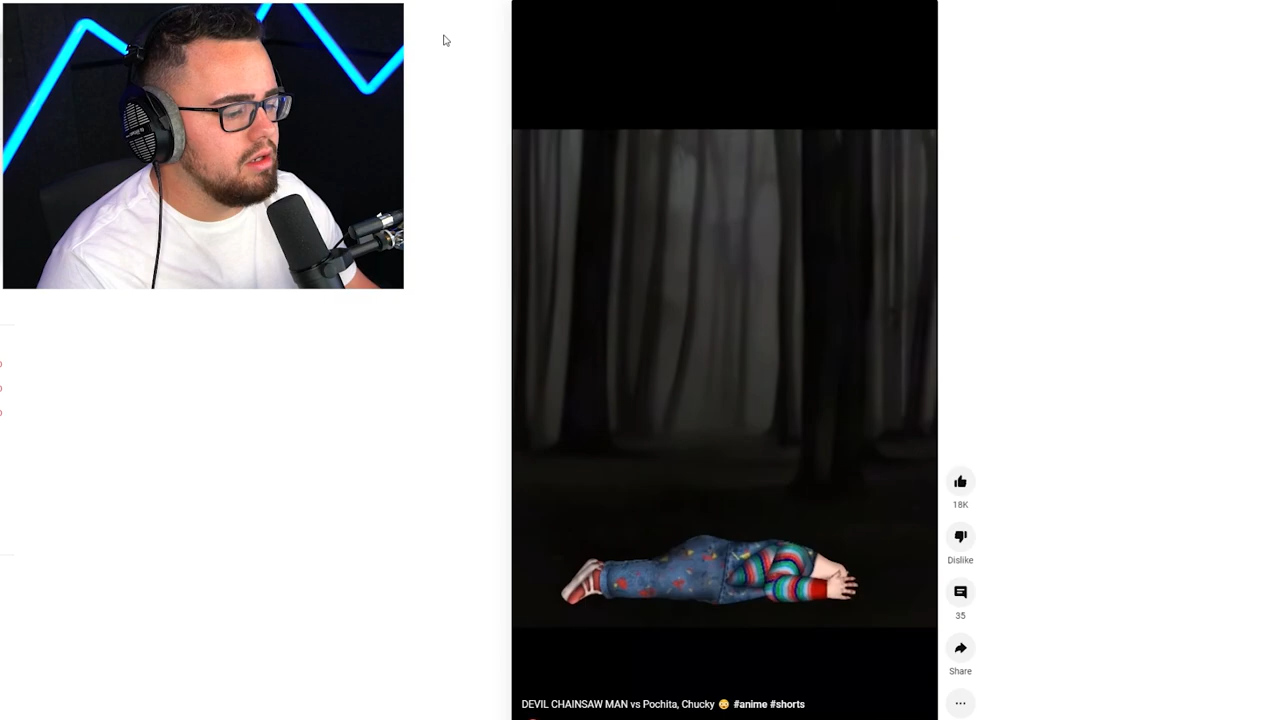 18K
Dislike
35
Share
DEVIL CHAINSAW MAN vs Pochita, Chucky 😳 #anime #shorts